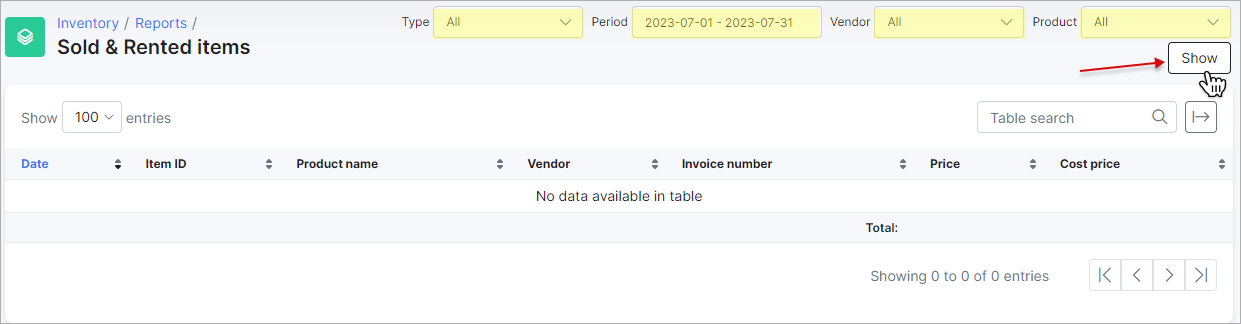 Inventory / Reports /
Sold & Rented items
Type All Period 2023-07-01 - 2023-07-31 Vendor All Product All
Show
Show 100 entries
Table search
Date Item ID Product name Vendor Invoice number Price Cost price
No data available in table
Total:
Showing 0 to 0 of 0 entries